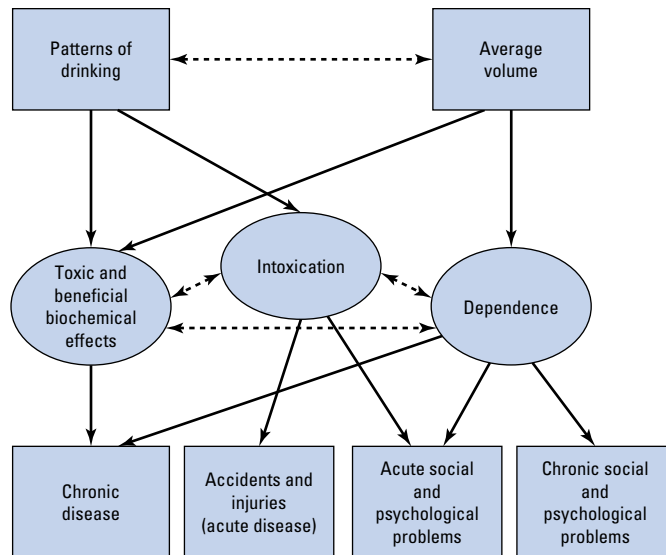 Patterns of
drinking
Average
volume
Toxic and
beneficial
biochemical
effects
Intoxication
Dependence
Chronic
disease
Accidents and
injuries
(acute disease)
Acute social
and
psychological
problems
Chronic social
and
psychological
problems